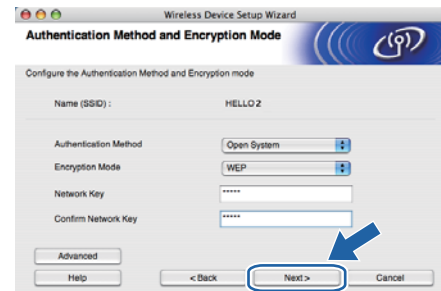 Wireless Device Setup Wizard
Authentication Method and Encryption Mode
Configure the Authentication Method and Encryption mode
Name (SSID) : HELLO 2
Authentication Method Open System
Encryption Mode WEP
Network Key *****
Confirm Network Key *****
Advanced
Help < Back Next > Cancel